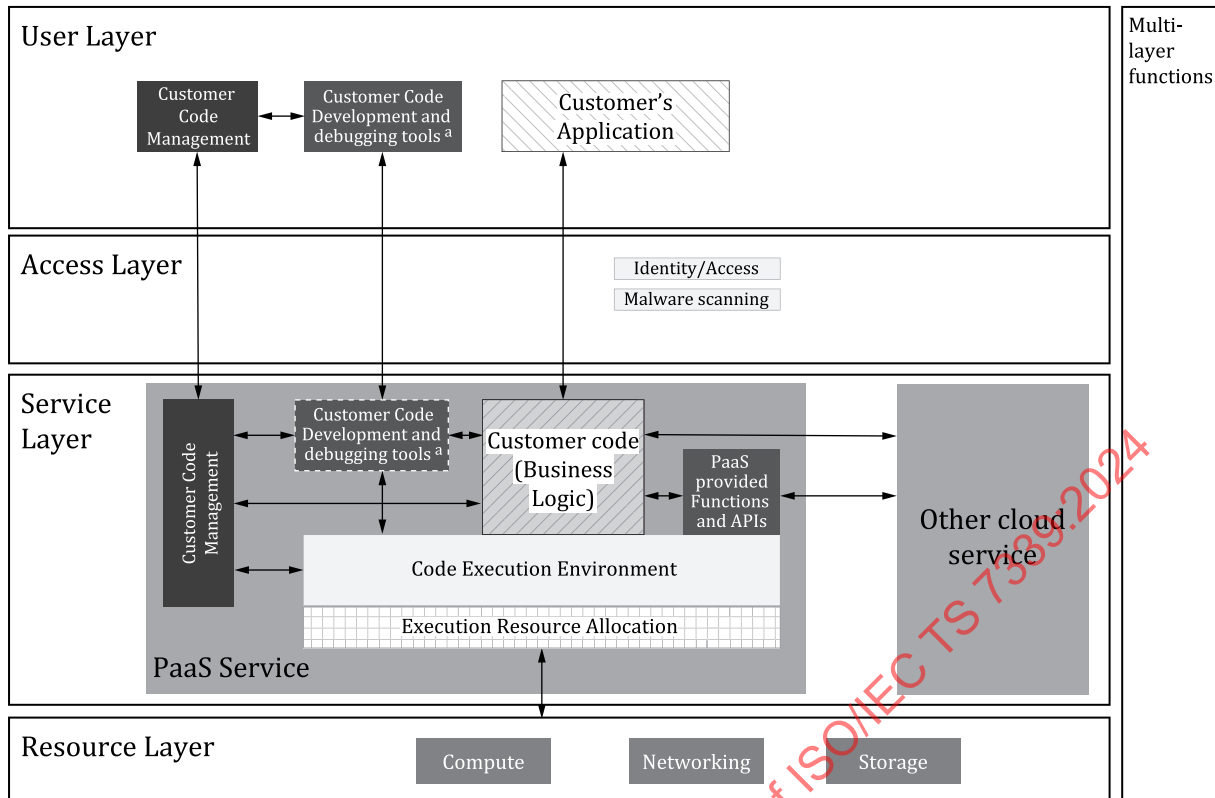 User Layer
Multi-
layer
functions
Customer
Code
Management
Customer Code
Development and
debugging tools a
Customer's
Application
Access Layer
Identity/Access
Malware scanning
Service
Layer
Customer Code
Management
Customer Code
Development and
debugging tools a
Customer code
(Business
Logic)
PaaS
provided
Functions
and APIs
Other cloud
service
Code Execution Environment
Execution Resource Allocation
PaaS Service
Resource Layer
Compute
Networking
Storage
of ISO/IEC TS 7339:2024